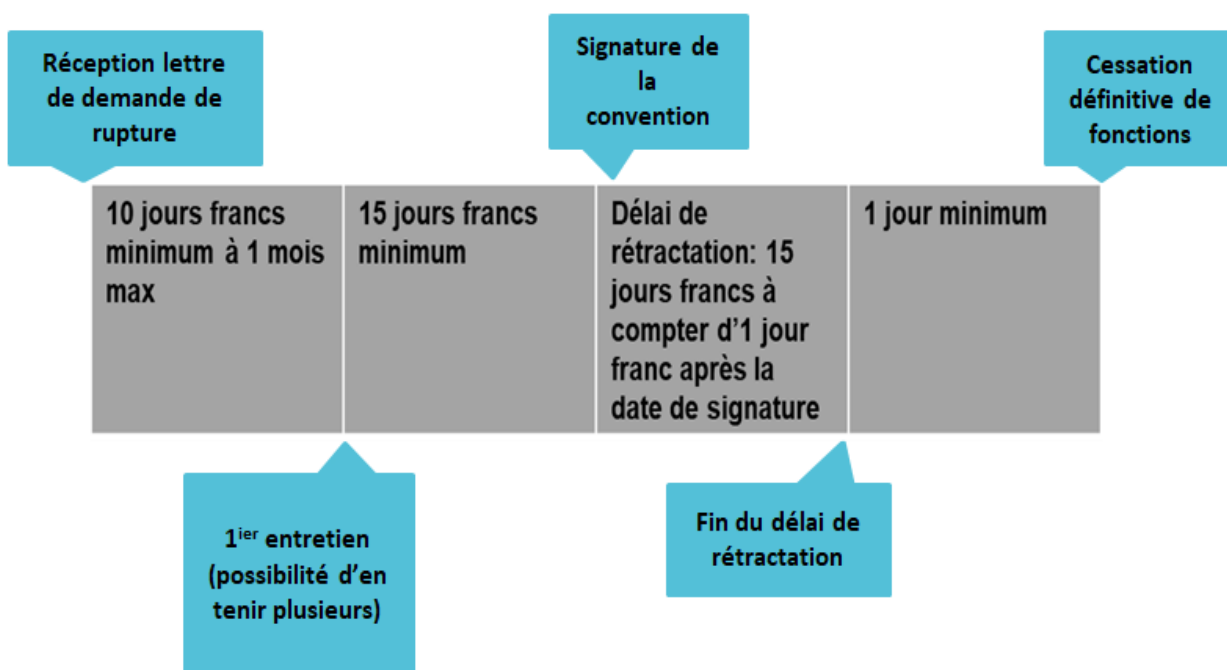 Réception lettre
de demande de
rupture
Signature de
la
convention
Cessation
définitive de
fonctions
10 jours francs
minimum à 1 mois
max
15 jours francs
minimum
Délai de
rétractation: 15
jours francs à
compter d'1 jour
franc après la
date de signature
1 jour minimum
1ier entretien
(possibilité d'en
tenir plusieurs)
Fin du délai de
rétractation